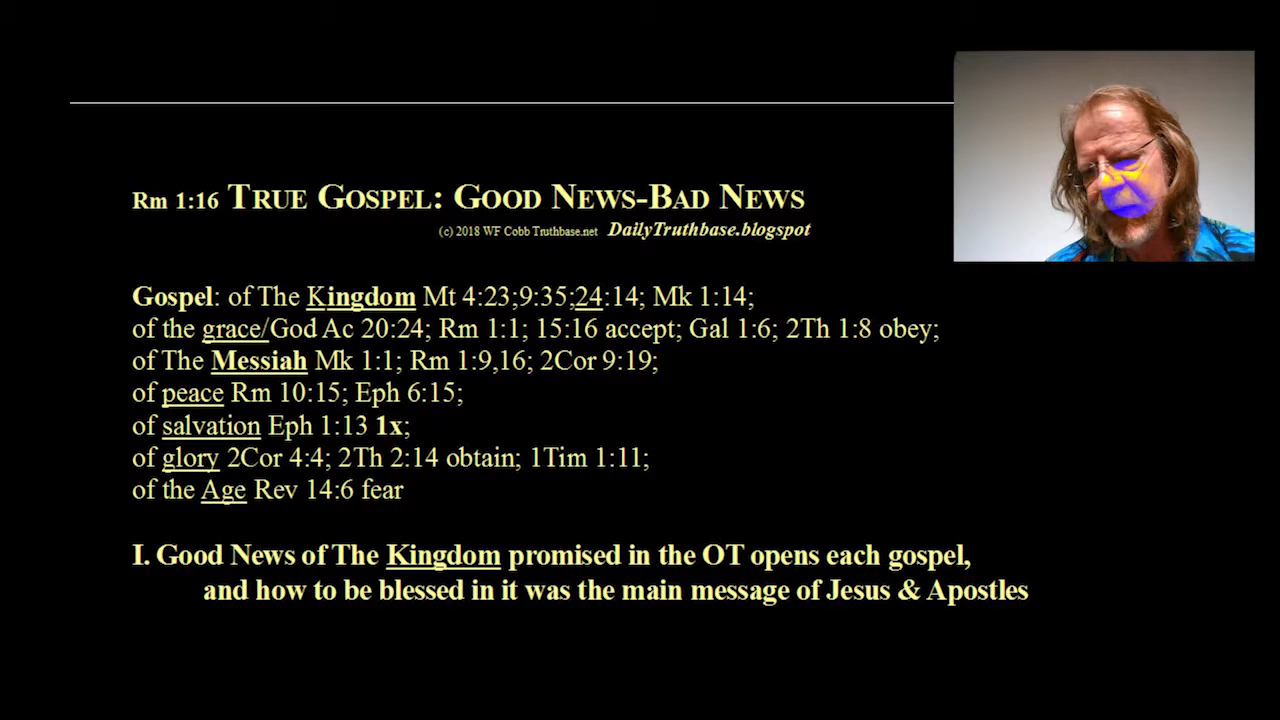 Rm 1:16 TRUE GOSPEL: GOOD NEWS-BAD NEWS
(c) 2018 WF Cobb Truthbase.net DailyTruthbase.blogspot
Gospel: of The Kingdom Mt 4:23;9:35;24:14; Mk 1:14;
of the grace/God Ac 20:24; Rm 1:1; 15:16 accept; Gal 1:6; 2Th 1:8 obey;
of The Messiah Mk 1:1; Rm 1:9,16; 2Cor 9:19;
of peace Rm 10:15; Eph 6:15;
of salvation Eph 1:13 1x;
of glory 2Cor 4:4; 2Th 2:14 obtain; 1Tim 1:11;
of the Age Rev 14:6 fear
I. Good News of The Kingdom promised in the OT opens each gospel,
and how to be blessed in it was the main message of Jesus & Apostles